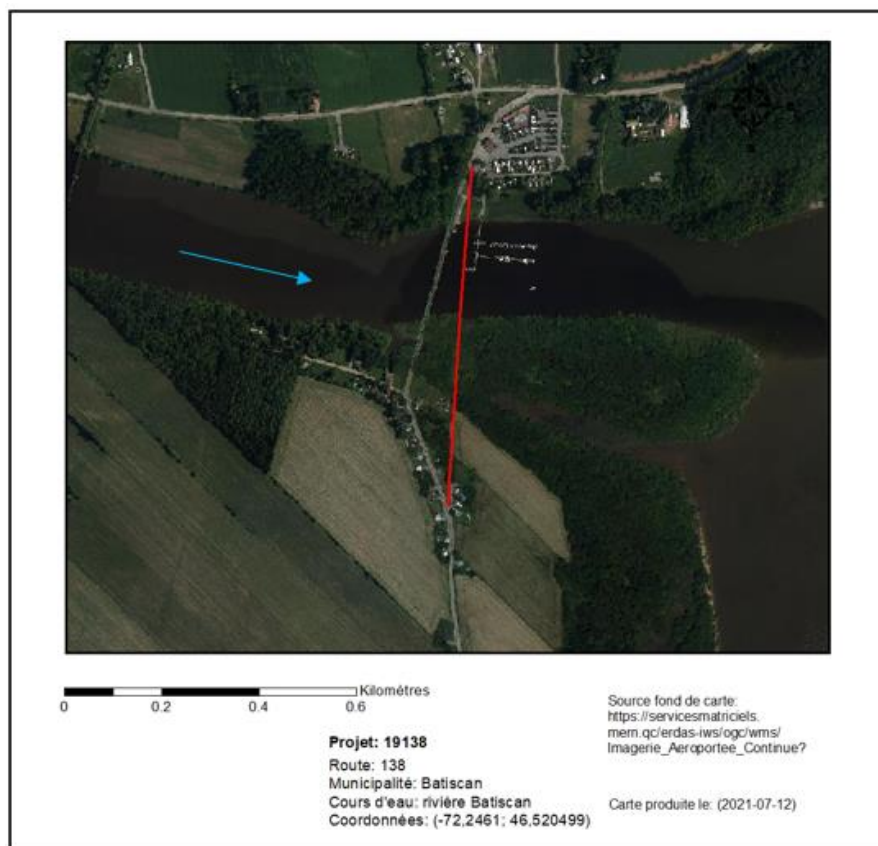 Kilomètres
0 0.2 0.4 0.6
Projet: 19138
Route: 138
Municipalité: Batiscan
Cours d'eau: rivière Batiscan
Coordonnées: (-72,2461; 46,520499)
Source fond de carte:
https://servicesmatriciels.
mern.qc/erdas-iws/ogc/wms/
Imagerie_Aeroportee_Continue?
Carte produite le: (2021-07-12)